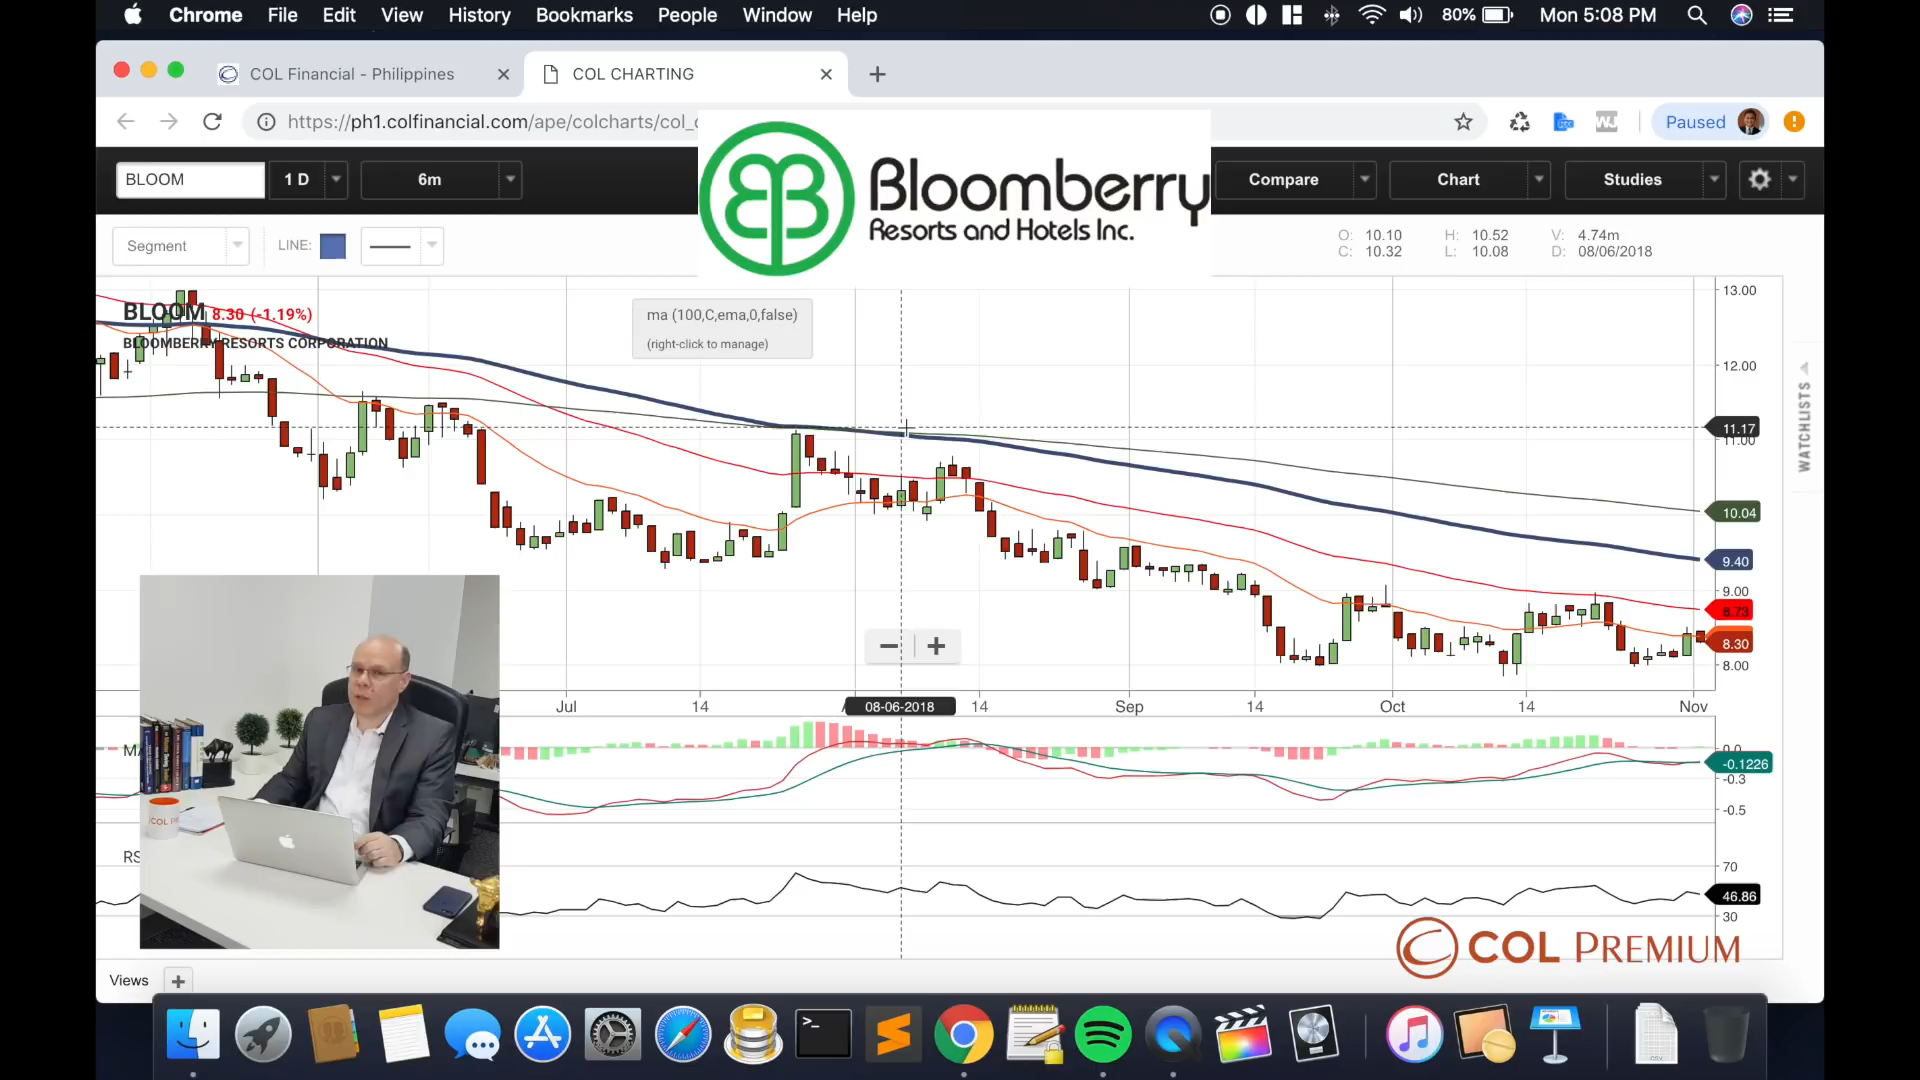 Chrome File Edit View History Bookmarks People Window Help 80% Mon 5:08 PM
COL Financial - Philippines COL CHARTING
https://ph1.colfinancial.com/ape/colcharts/col_ Paused
BLOOM 1 D 6m Compare Chart Studies
Bloomberry
Resorts and Hotels Inc.
Segment LINE:
O: 10.10 H: 10.52 V: 4.74m
C: 10.32 L: 10.08 D: 08/06/2018
BLOOM 8.30 (-1.19%)
BLOOMBERRY RESORTS CORPORATION
ma (100,C,ema,0,false)
(right-click to manage)
13.00
12.00
11.17
11.00
10.04
9.40
9.00
8.73
8.30
8.00
WATCHLISTS
Jul 14 08-06-2018 14 Sep 14 Oct 14 Nov
MA
0.0
-0.1226
-0.3
-0.5
RS
70
46.86
30
COL PREMIUM
Views